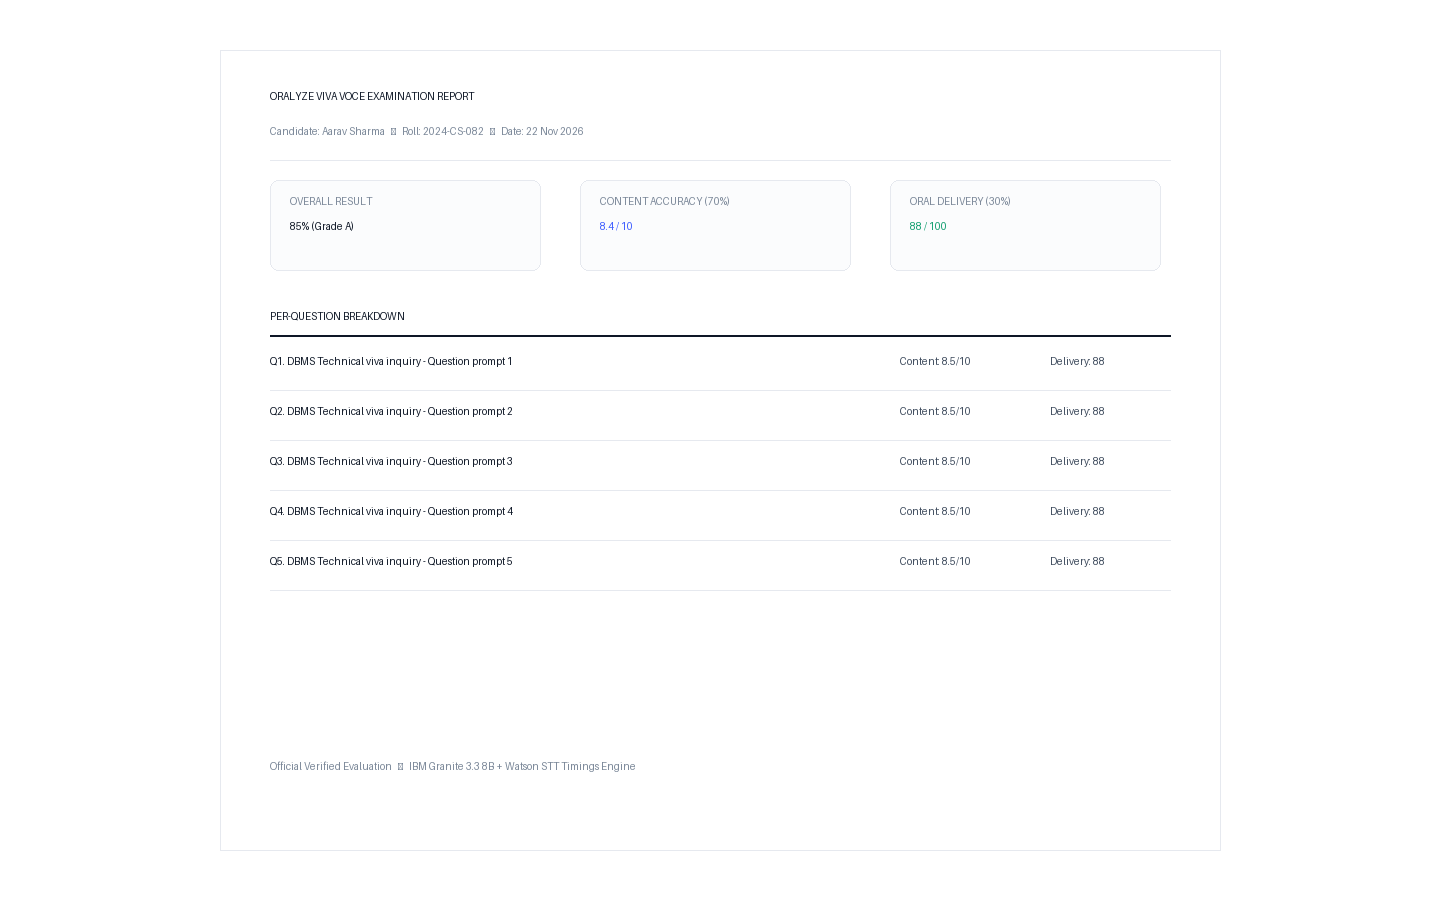 ORALYZE VIVA VOCE EXAMINATION REPORT
Candidate: Aarav Sharma  Roll: 2024-CS-082  Date: 22 Nov 2026
OVERALL RESULT
85% (Grade A)
CONTENT ACCURACY (70%)
8.4 / 10
ORAL DELIVERY (30%)
88 / 100
PER-QUESTION BREAKDOWN
Q1. DBMS Technical viva inquiry - Question prompt 1 Content: 8.5/10 Delivery: 88
Q2. DBMS Technical viva inquiry - Question prompt 2 Content: 8.5/10 Delivery: 88
Q3. DBMS Technical viva inquiry - Question prompt 3 Content: 8.5/10 Delivery: 88
Q4. DBMS Technical viva inquiry - Question prompt 4 Content: 8.5/10 Delivery: 88
Q5. DBMS Technical viva inquiry - Question prompt 5 Content: 8.5/10 Delivery: 88
Official Verified Evaluation  IBM Granite 3.3 8B + Watson STT Timings Engine